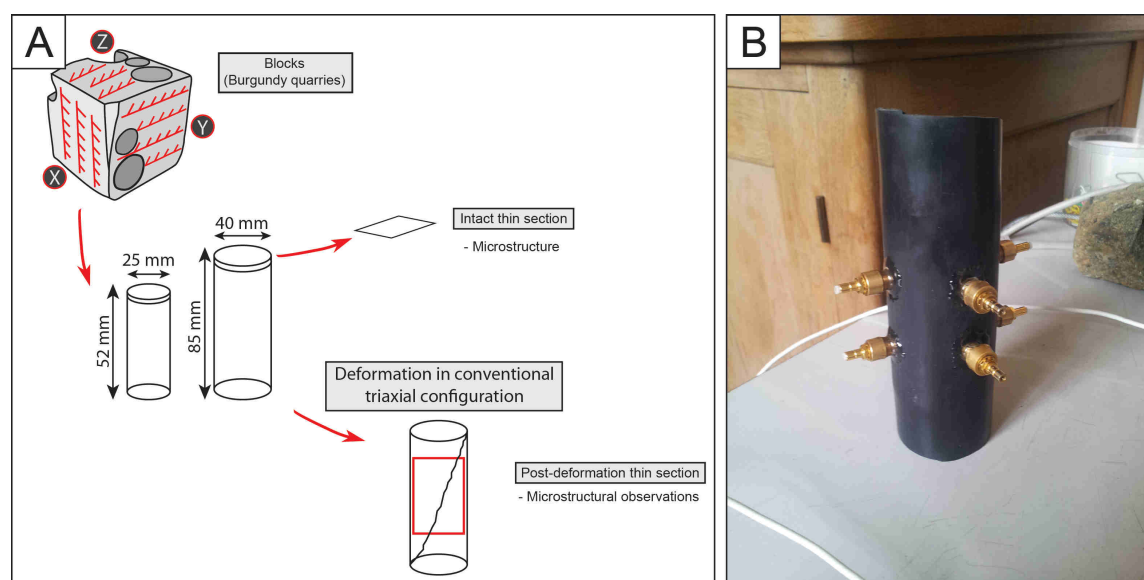 A
Z
Y
X
Blocks
(Burgundy quarries)
40 mm
25 mm
52 mm
85 mm
Intact thin section
- Microstructure
Deformation in conventional
triaxial configuration
Post-deformation thin section
- Microstructural observations
B